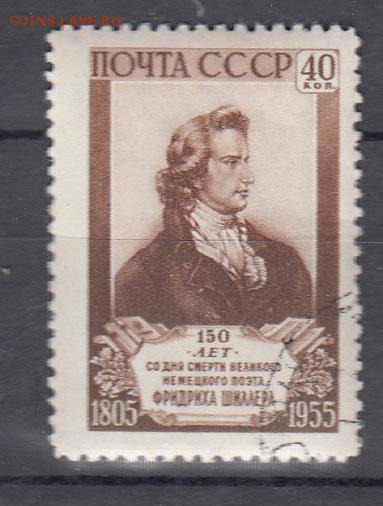 COINS.LAVE.RU
ПОЧТА СССР 40
КОП.
150
·ЛЕТ·
СО ДНЯ СМЕРТИ ВЕЛИКОГО
НЕМЕЦКОГО ПОЭТА
ФРИДРИХА ШИЛЛЕРА
1805 1955